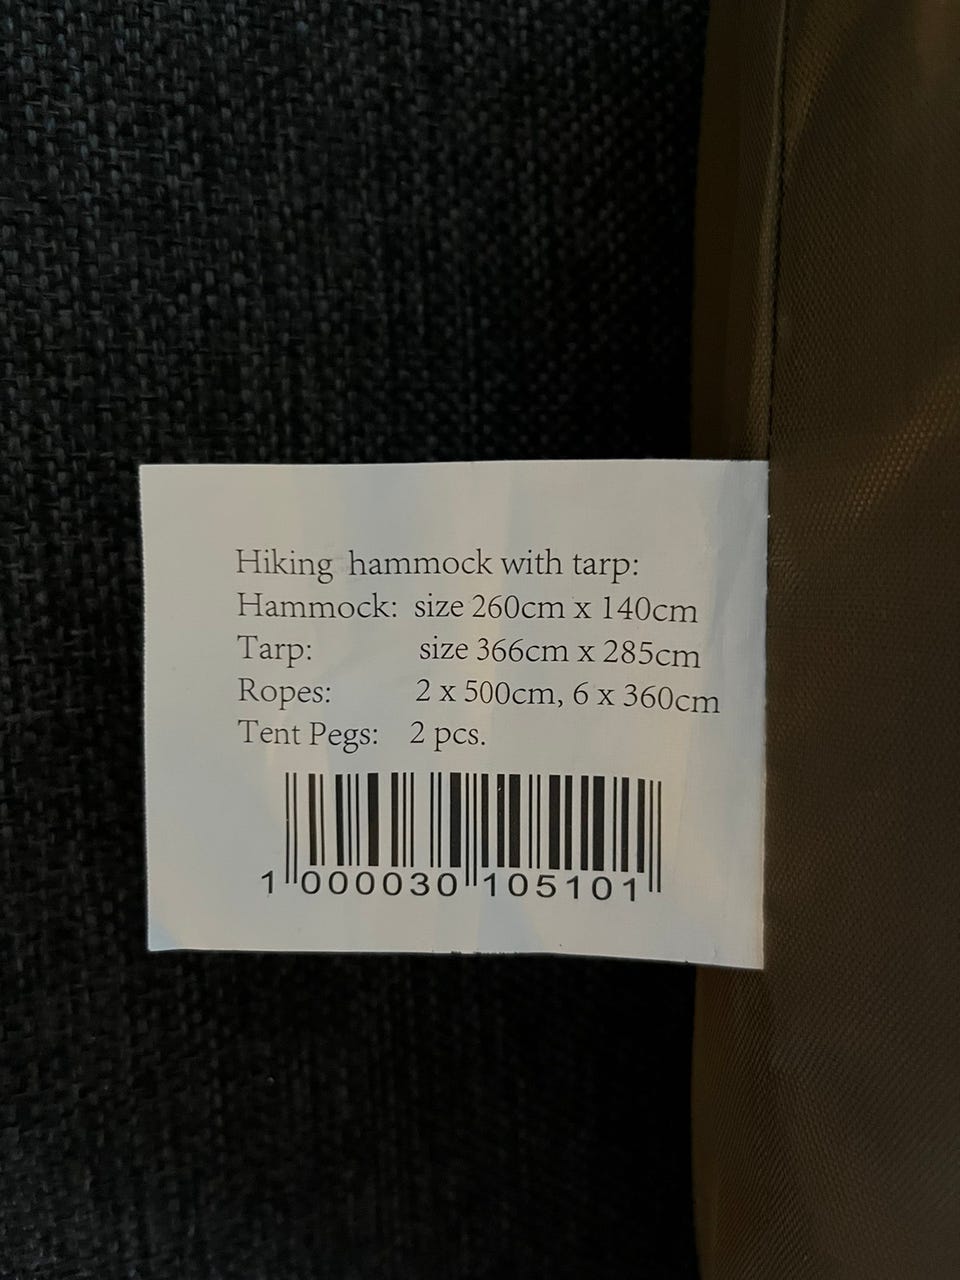 Hiking hammock with tarp:
Hammock: size 260cm x 140cm
Tarp: size 366cm x 285cm
Ropes: 2 x 500cm, 6 x 360cm
Tent Pegs: 2 pcs.
1 000030 105101